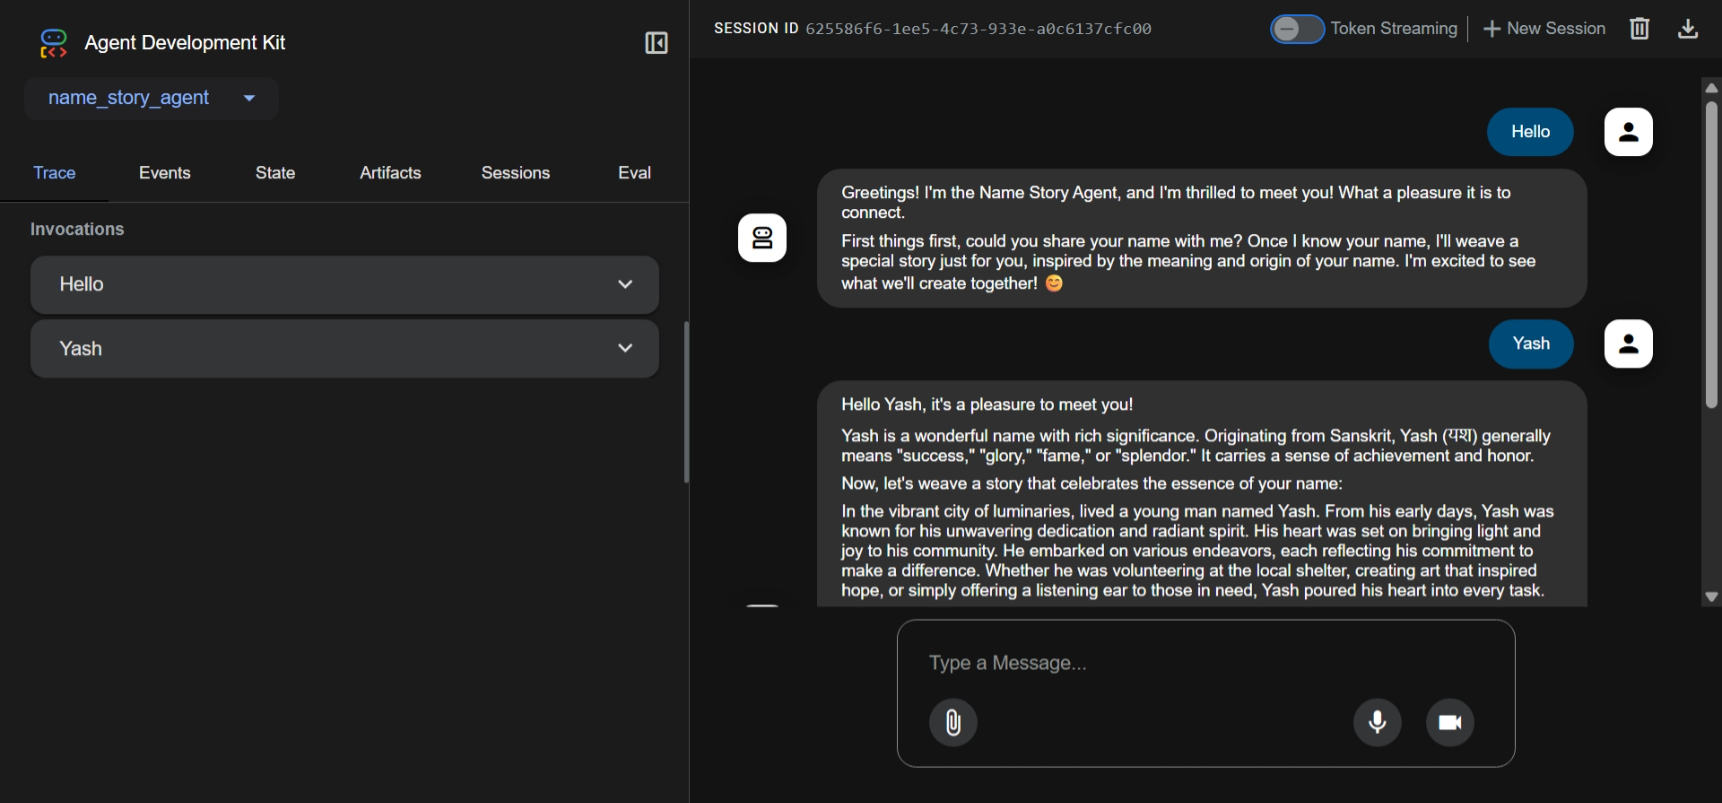 Agent Development Kit
name_story_agent
Trace Events State Artifacts Sessions Eval
Invocations
Hello
Yash
SESSION ID 625586f6-1ee5-4c73-933e-a0c6137cfc00
Token Streaming
New Session
Hello
Greetings! I'm the Name Story Agent, and I'm thrilled to meet you! What a pleasure it is to
connect.
First things first, could you share your name with me? Once I know your name, I'll weave a
special story just for you, inspired by the meaning and origin of your name. I'm excited to see
what we'll create together! 😊
Yash
Hello Yash, it's a pleasure to meet you!
Yash is a wonderful name with rich significance. Originating from Sanskrit, Yash (यश) generally
means "success," "glory," "fame," or "splendor." It carries a sense of achievement and honor.
Now, let's weave a story that celebrates the essence of your name:
In the vibrant city of luminaries, lived a young man named Yash. From his early days, Yash was
known for his unwavering dedication and radiant spirit. His heart was set on bringing light and
joy to his community. He embarked on various endeavors, each reflecting his commitment to
make a difference. Whether he was volunteering at the local shelter, creating art that inspired
hope, or simply offering a listening ear to those in need, Yash poured his heart into every task.
Type a Message...